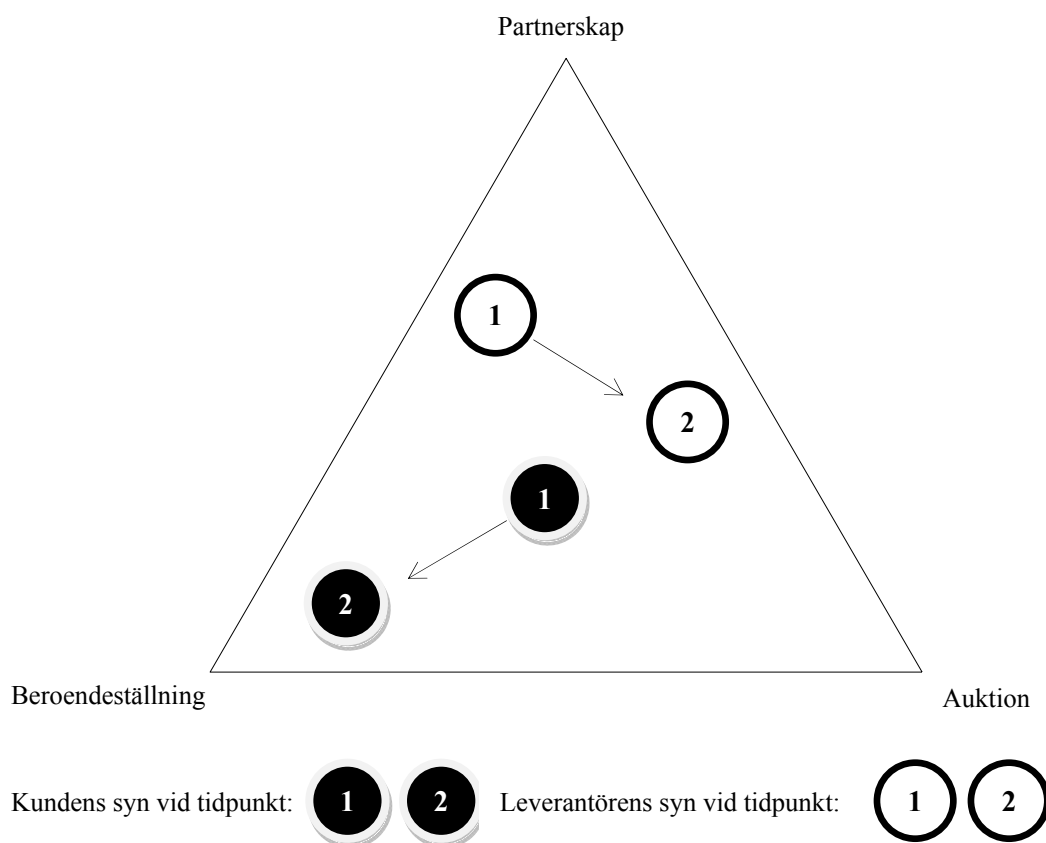 Partnerskap
1
2
1
2
Beroendeställning
Auktion
Kundens syn vid tidpunkt: 1 2 Leverantörens syn vid tidpunkt: 1 2